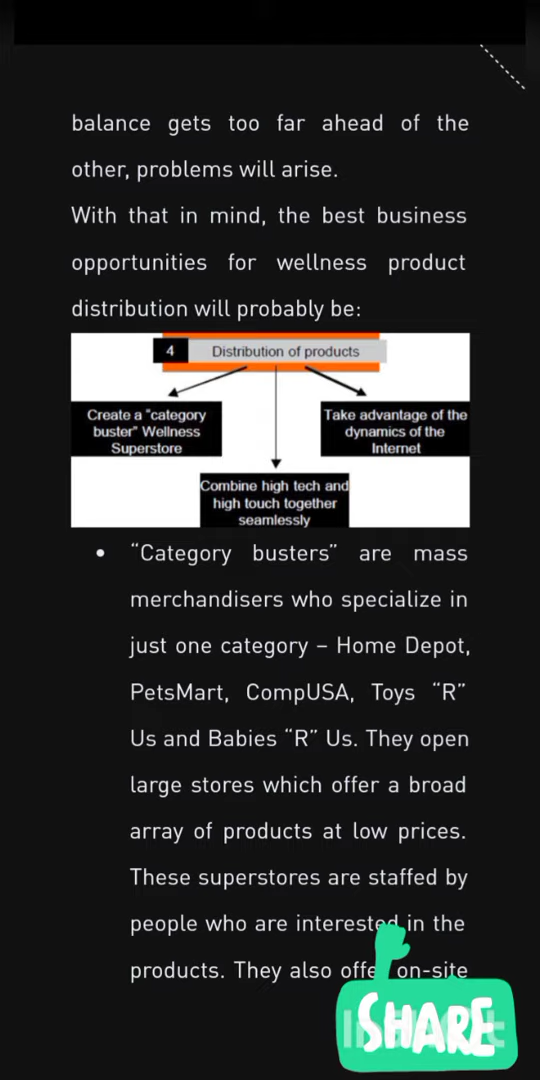 balance gets too far ahead of the
other, problems will arise.
With that in mind, the best business
opportunities for wellness product
distribution will probably be:
4 Distribution of products
Create a "category
buster" Wellness
Superstore
Take advantage of the
dynamics of the
Internet
Combine high tech and
high touch together
seamlessly
• “Category busters” are mass
merchandisers who specialize in
just one category – Home Depot,
PetsMart, CompUSA, Toys “R”
Us and Babies “R” Us. They open
large stores which offer a broad
array of products at low prices.
These superstores are staffed by
people who are interested in the
products. They also offer on-site
SHARE